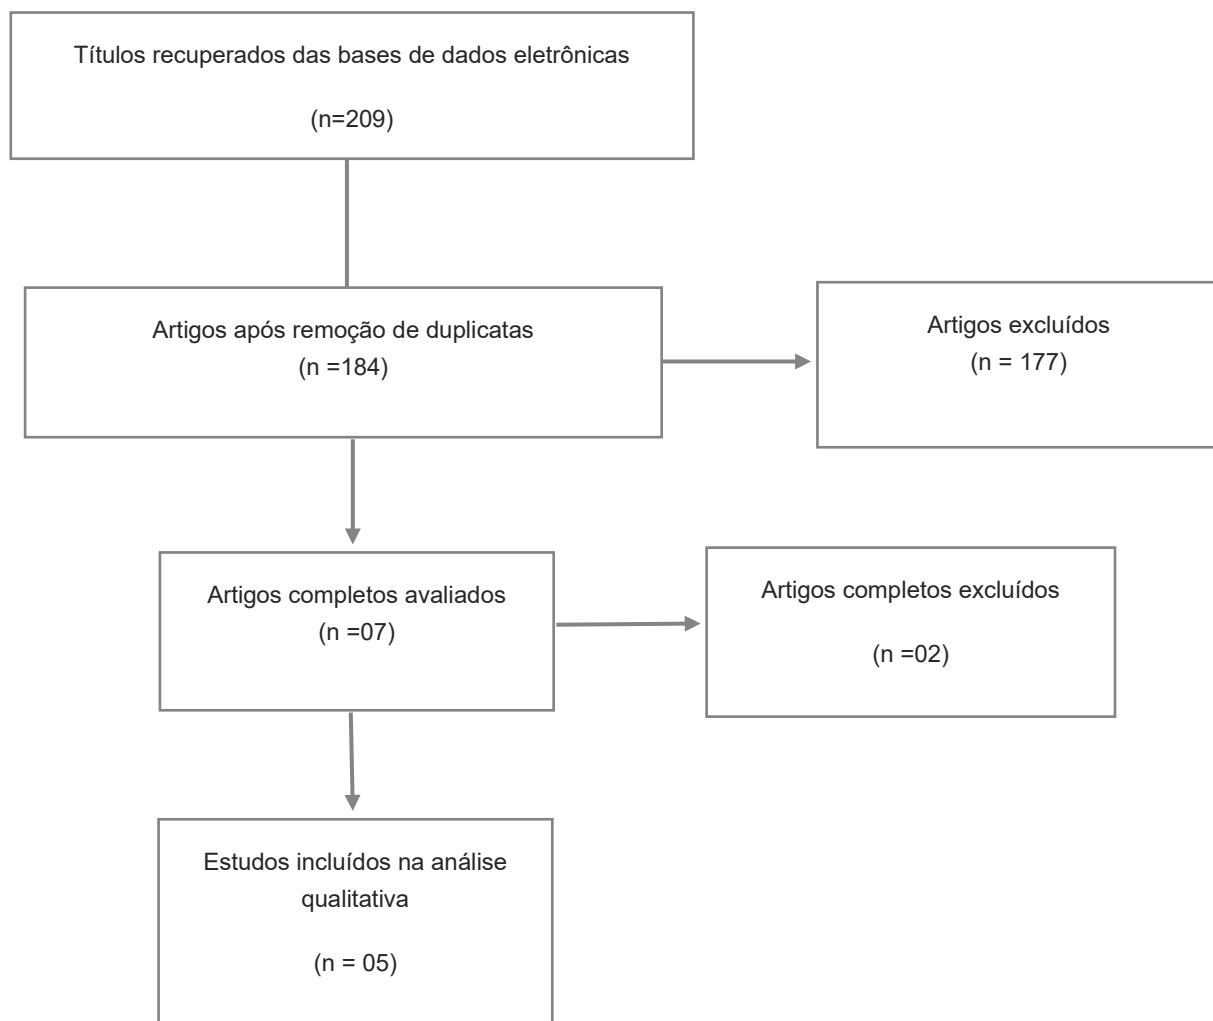 Títulos recuperados das bases de dados eletrônicas
(n=209)
Artigos após remoção de duplicatas
(n =184)
Artigos excluídos
(n = 177)
Artigos completos avaliados
(n =07)
Artigos completos excluídos
(n =02)
Estudos incluídos na análise
qualitativa
(n = 05)